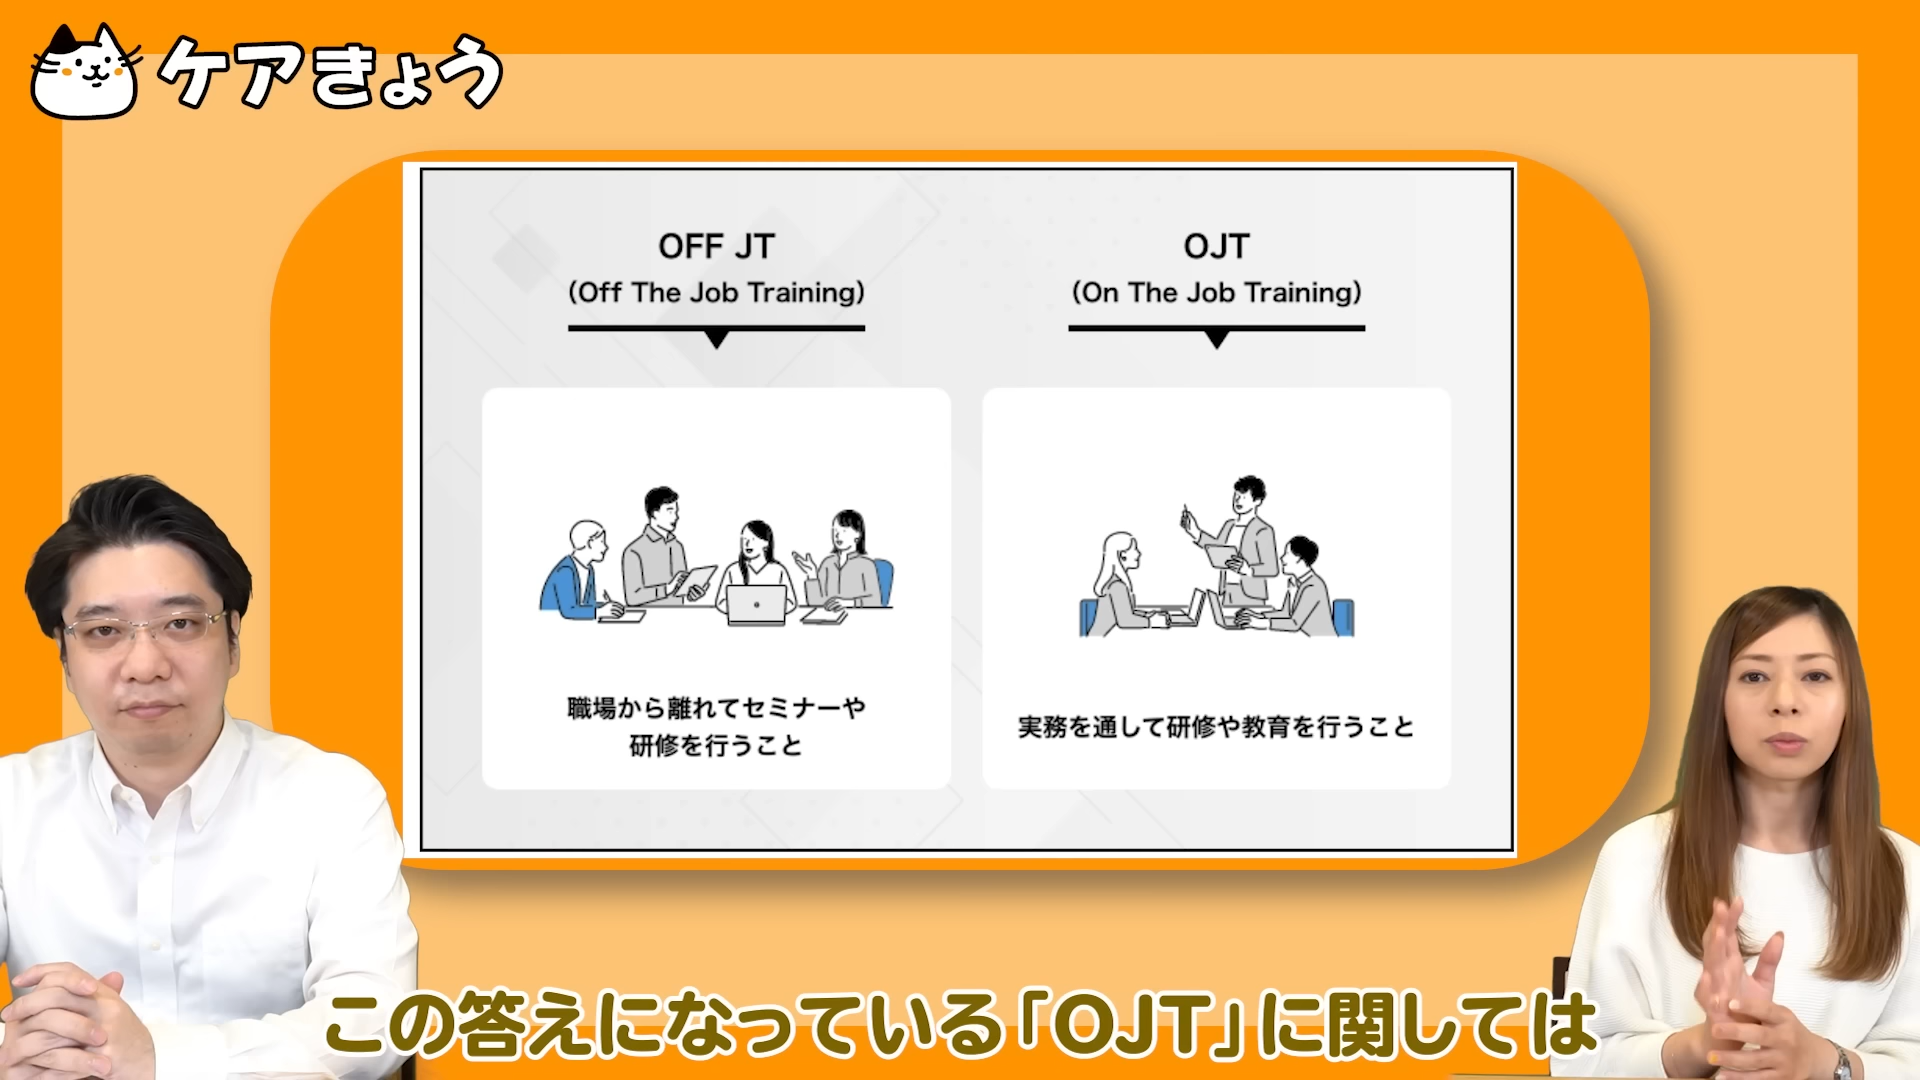 ケアきょう
OFF JT
(Off The Job Training)
職場から離れてセミナーや
研修を行うこと
OJT
(On The Job Training)
実務を通して研修や教育を行うこと
この答えになっている「OJT」に関しては